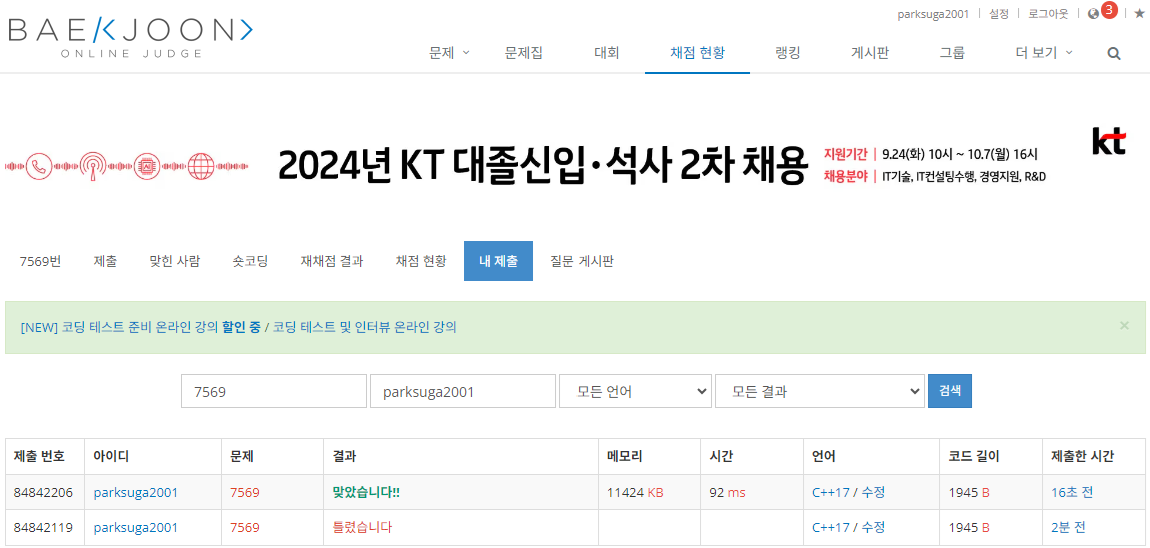 parksuga2001 설정 로그아웃 3
BAEKJOON
ONLINE JUDGE
문제 문제집 대회 채점 현황 랭킹 게시판 그룹 더 보기
2024년 KT 대졸신입·석사 2차 채용
지원기간 | 9.24(화) 10시 ~ 10.7(월) 16시
채용분야 | IT기술, IT컨설팅수행, 경영지원, R&D
kt
7569번 제출 맞힌 사람 숏코딩 재채점 결과 채점 현황 내 제출 질문 게시판
[NEW] 코딩 테스트 준비 온라인 강의 할인 중 / 코딩 테스트 및 인터뷰 온라인 강의 ×
7569 parksuga2001 모든 언어 모든 결과 검색
제출 번호 아이디 문제 결과 메모리 시간 언어 코드 길이 제출한 시간
84842206 parksuga2001 7569 맞았습니다!! 11424 KB 92 ms C++17 / 수정 1945 B 16초 전
84842119 parksuga2001 7569 틀렸습니다 C++17 / 수정 1945 B 2분 전